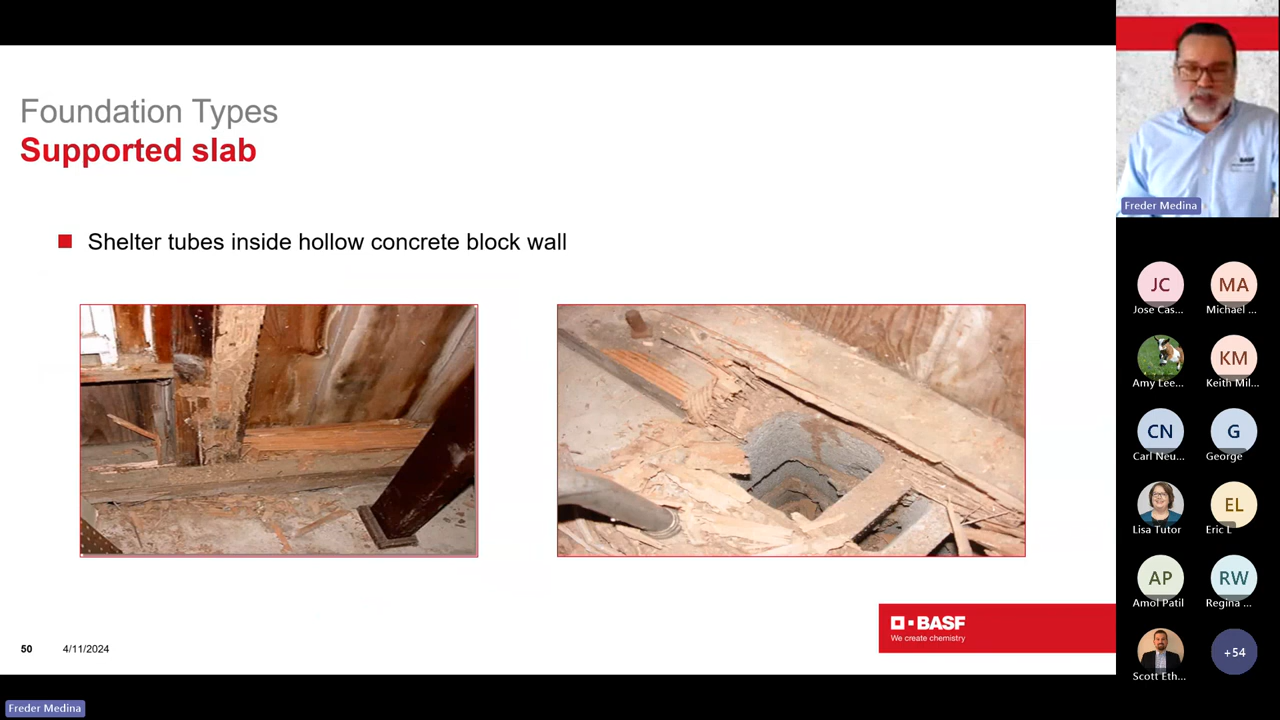 Foundation Types
Supported slab
Shelter tubes inside hollow concrete block wall
BASF
We create chemistry
50
4/11/2024
Freder Medina
BASF
Freder Medina
JC
Jose Cas...
MA
Michael ...
Amy Lee...
KM
Keith Mil...
CN
Carl Neu...
G
George
Lisa Tutor
EL
Eric L
AP
Amol Patil
RW
Regina ...
Scott Eth...
+54